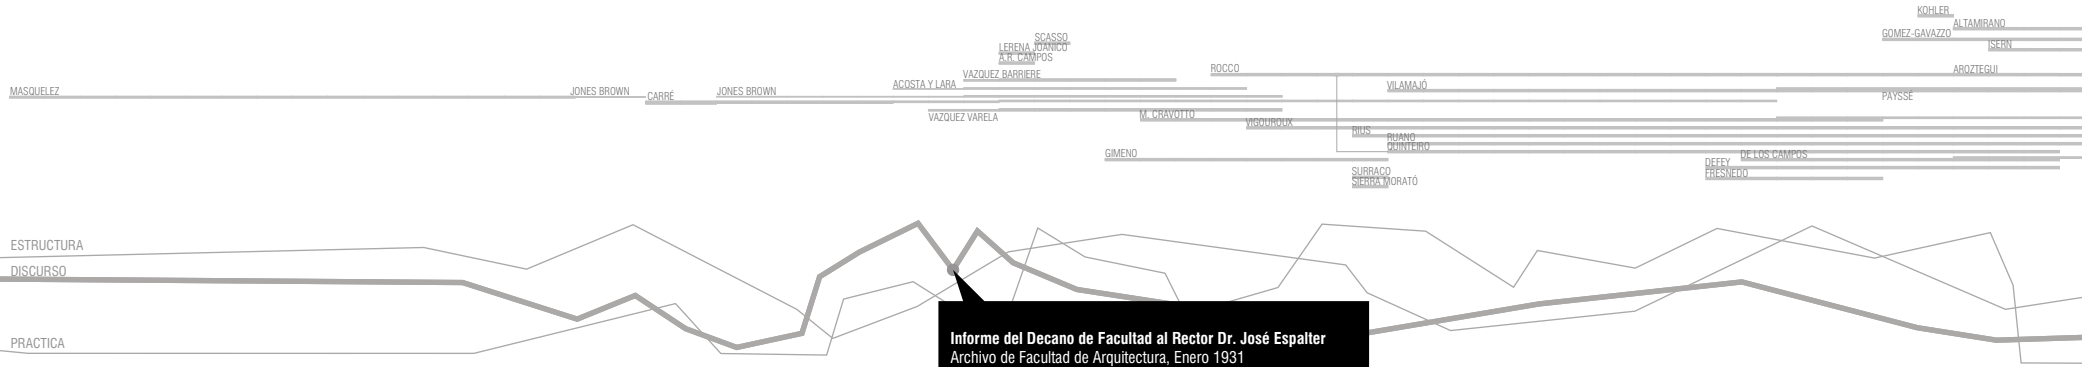 KOHLER
ALTAMIRANO
GOMEZ-GAVAZZO
ISERN
SCASSO
LERENA JOANICO
A.R. CAMPOS
VAZQUEZ BARRIERE
ROCCO
AROZTEGUI
MASQUELEZ
JONES BROWN
CARRÉ
JONES BROWN
ACOSTA Y LARA
VILAMAJÓ
PAYSSÉ
VAZQUEZ VARELA
M. CRAVOTTO
VIGOUROUX
RIUS
RUANO
QUINTEIRO
GIMENO
DE LOS CAMPOS
DEFEY
FRESNEDO
SURRACO
SIERRA MORATÓ
ESTRUCTURA
DISCURSO
PRACTICA
Informe del Decano de Facultad al Rector Dr. José Espalter
Archivo de Facultad de Arquitectura, Enero 1931